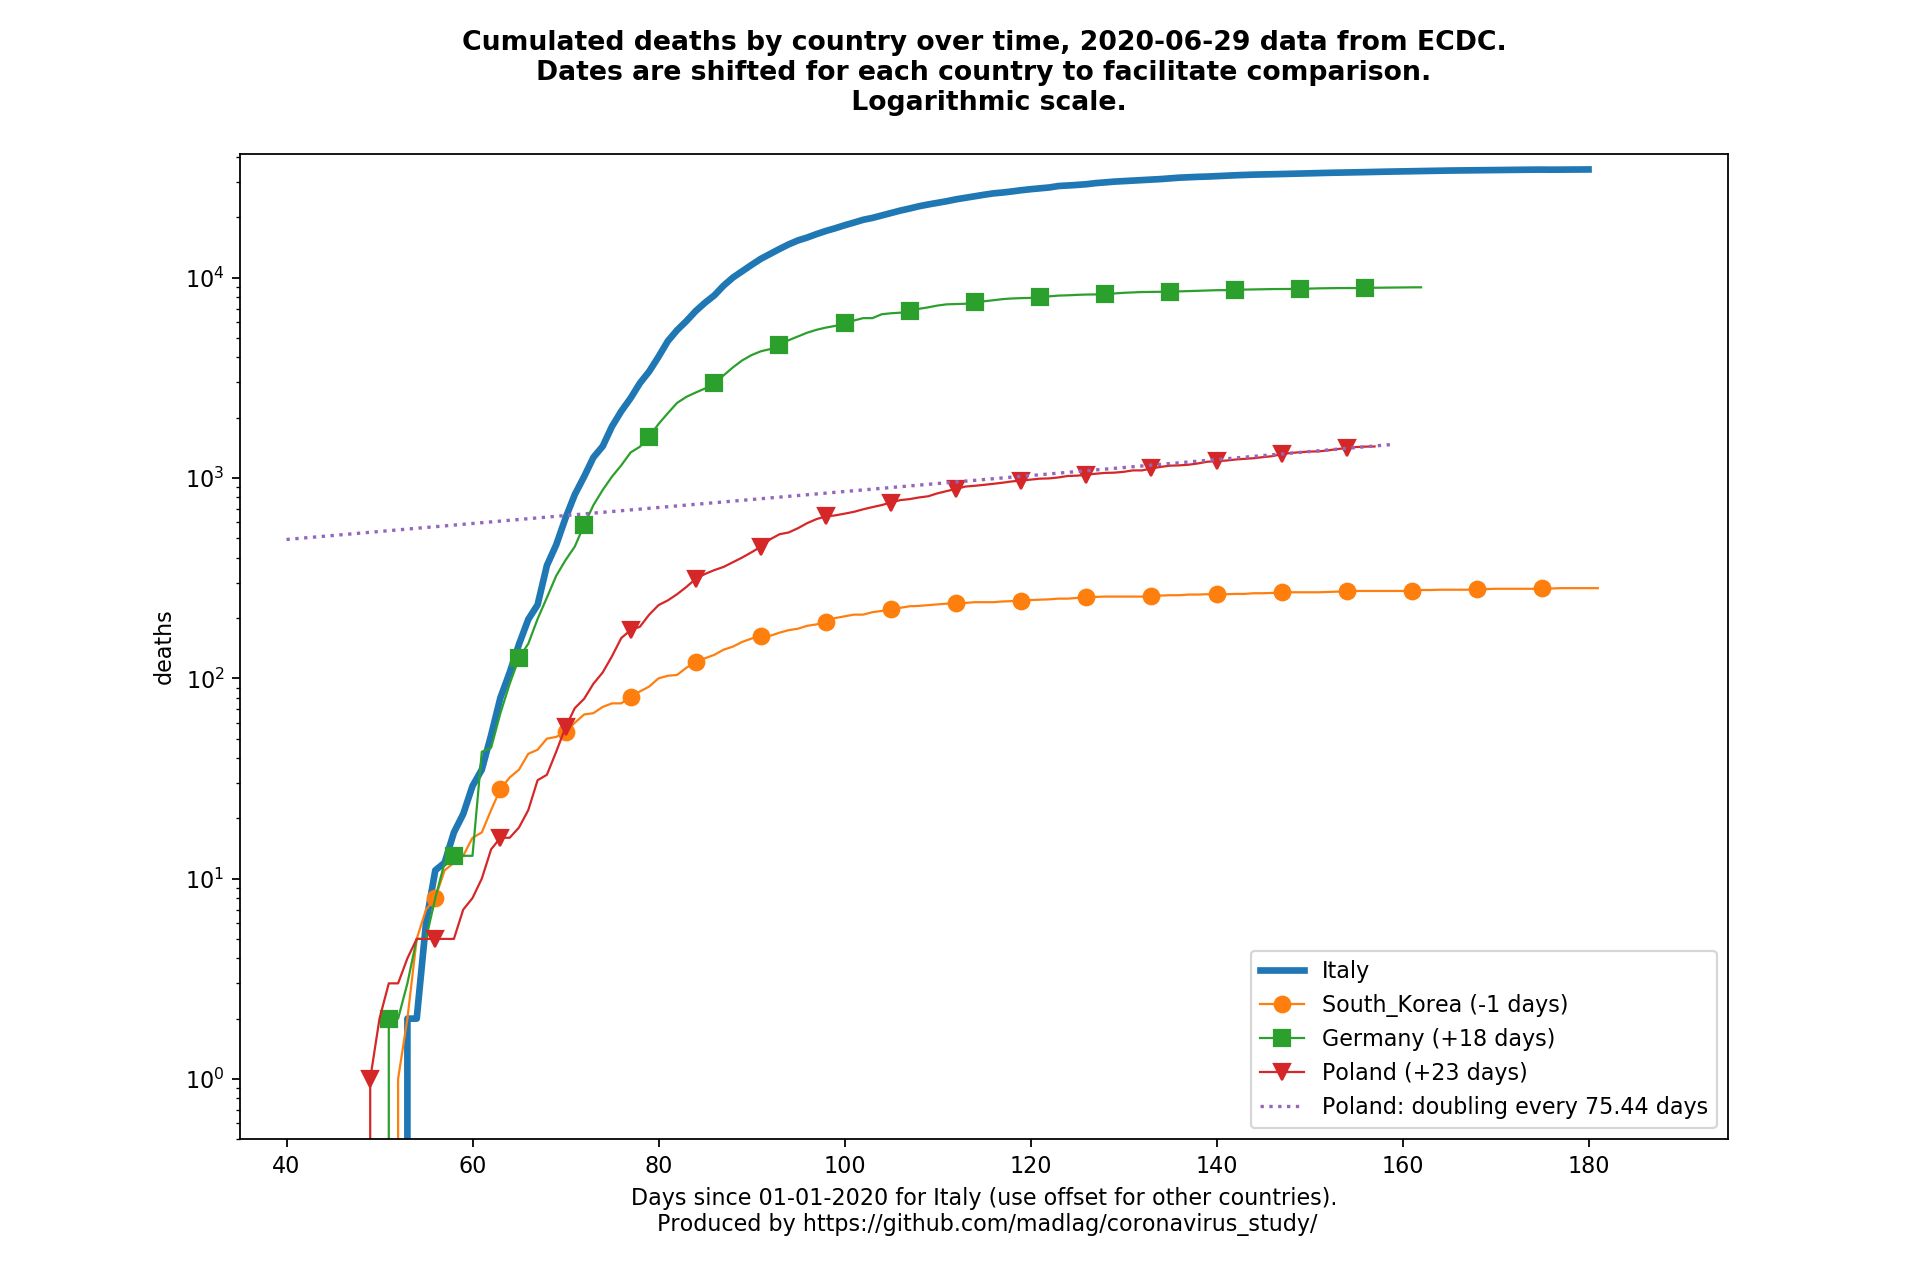 Cumulated deaths by country over time, 2020-06-29 data from ECDC.
Dates are shifted for each country to facilitate comparison.
Logarithmic scale.
10⁴
10³
10²
10¹
10⁰
deaths
Italy
South_Korea (-1 days)
Germany (+18 days)
Poland (+23 days)
Poland: doubling every 75.44 days
40 60 80 100 120 140 160 180
Days since 01-01-2020 for Italy (use offset for other countries).
Produced by https://github.com/madlag/coronavirus_study/